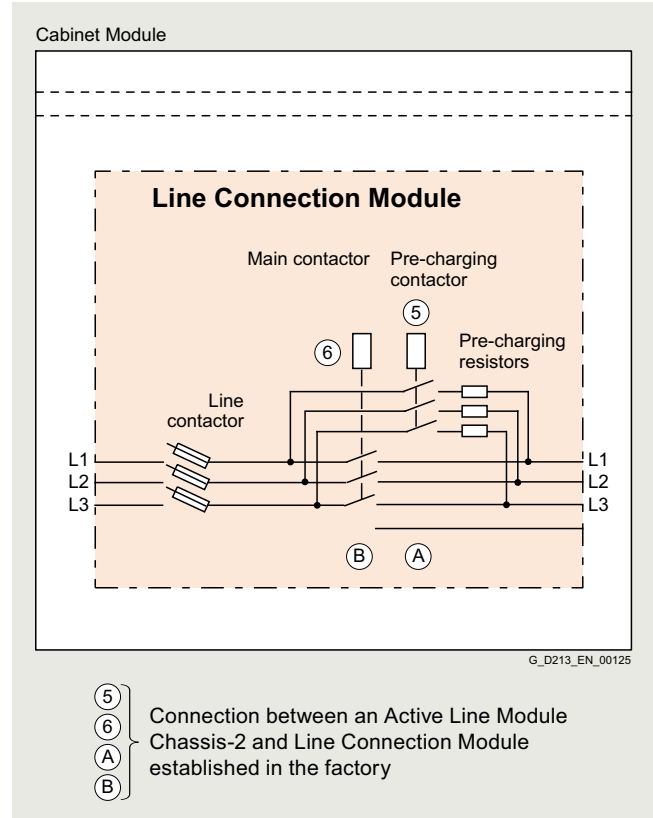 Cabinet Module
Line Connection Module
Main contactor
Pre-charging
contactor
5
6
Pre-charging
resistors
Line
contactor
L1
L2
L3
L1
L2
L3
B
A
G_D213_EN_00125
5
6
A
B
Connection between an Active Line Module
Chassis-2 and Line Connection Module
established in the factory